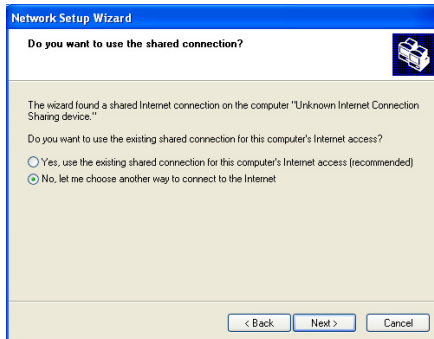 Network Setup Wizard
Do you want to use the shared connection?
The wizard found a shared Internet connection on the computer "Unknown Internet Connection
Sharing device."
Do you want to use the existing shared connection for this computer's Internet access?
Yes, use the existing shared connection for this computer's Internet access (recommended)
No, let me choose another way to connect to the Internet
< Back Next > Cancel